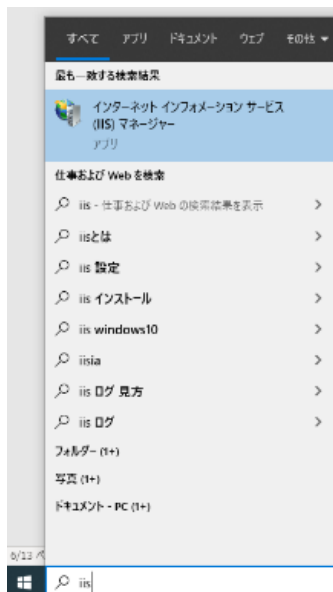 すべて アプリ ドキュメント ウェブ その他
最も一致する検索結果
インターネット インフォメーション サービス
(IIS) マネージャー
アプリ
仕事および Web を検索
iis - 仕事および Web の検索結果を表示
iisとは
iis 設定
iis インストール
iis windows10
iisia
iis ログ 見方
iis ログ
フォルダー (1+)
写真 (1+)
ドキュメント - PC (1+)
6/13 ペ
iis